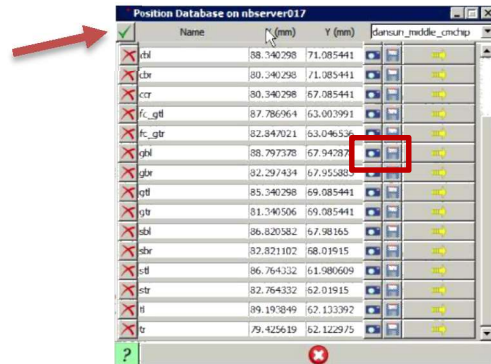 Position Database on nbserver017
Name X (mm) Y (mm) dansun_middle_cmchip
cbl 88.340298 71.085441
cbr 80.340298 71.085441
ccr 80.340298 67.085441
fc_gtl 87.786964 63.003991
fc_gtr 82.847021 63.046536
gbl 88.797378
gbr 82.297434 67.955883
gtl 85.340298 69.085441
gtr 81.340506 69.085441
sbl 86.820582 67.98165
sbr 82.821102 68.01915
stl 86.764332 61.980609
str 82.764332 62.01915
tl 89.193849 62.133392
tr 79.425619 62.122975
?